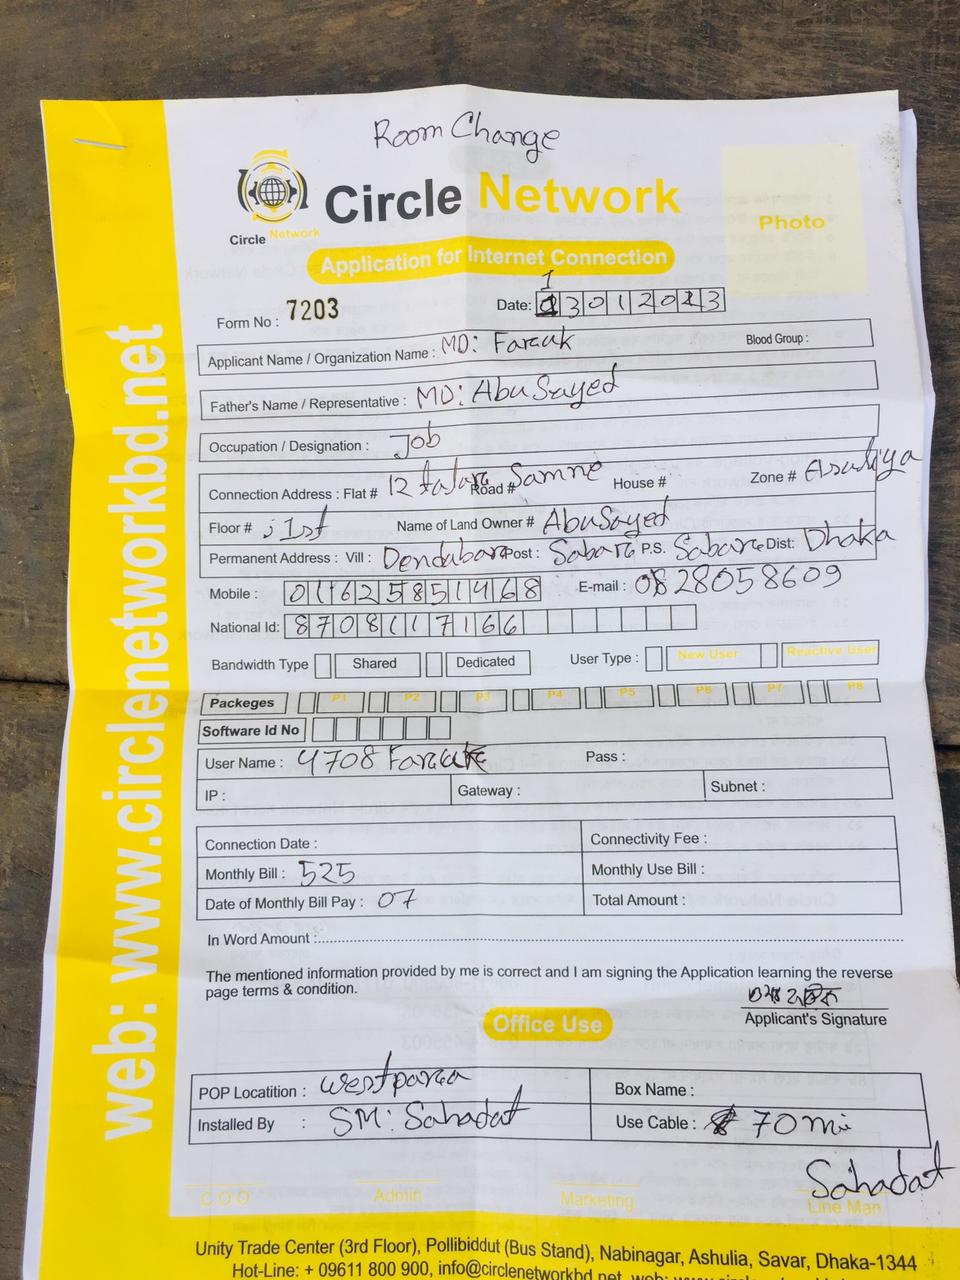 Room Change
Circle Network
Circle Network
Photo
Application for Internet Connection
Form No : 7203
Date: 13012023
Applicant Name / Organization Name : MD: Faruk Blood Group :
Father's Name / Representative : MD: Abu Sayed
Occupation / Designation : Job
Connection Address : Flat # 12 Road # House # Zone #
Floor # ; 1st Name of Land Owner # Abu Sayed
Permanent Address : Vill : Dendabar Post : Sabar P.S. Sabar Dist: Dhaka
Mobile : 01625851468 E-mail : 0828058609
National Id: 8708117166
Bandwidth Type Shared Dedicated User Type : New User Reactive User
Packeges P1 P2 P3 P4 P5 P6 P7 P8
Software Id No
User Name : 4708 Faruk Pass :
IP : Gateway : Subnet :
Connection Date : Connectivity Fee :
Monthly Bill : 525 Monthly Use Bill :
Date of Monthly Bill Pay : 07 Total Amount :
In Word Amount :
The mentioned information provided by me is correct and I am signing the Application learning the reverse
page terms & condition.
Applicant's Signature
Office Use
POP Locatition : Westparea Box Name :
Installed By : SM: Sahadat Use Cable : 70 mi
Sahadat
C O O Admin Marketing Line Man
Unity Trade Center (3rd Floor), Pollibiddut (Bus Stand), Nabinagar, Ashulia, Savar, Dhaka-1344
Hot-Line: + 09611 800 900, info@circlenetworkbd.net, web:
web: www.circlenetworkbd.net